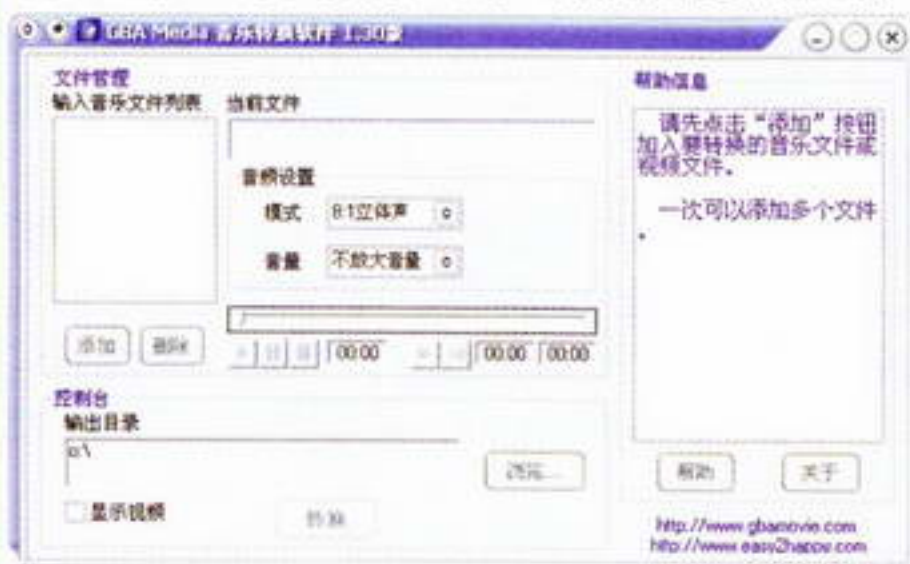 GBA Media 音乐转换软件 1.30版
文件管理
输入音乐文件列表
当前文件
音频设置
模式
8:1立体声
音量
不放大音量
添加
删除
00:00
00:00
00:00
控制台
输出目录
显示视频
转换
帮助信息
请先点击“添加”按钮
加入要转换的音乐文件或
视频文件。
一次可以添加多个文件
。
帮助
关于
http://www.gbamovie.com
http://www.easy2happy.com